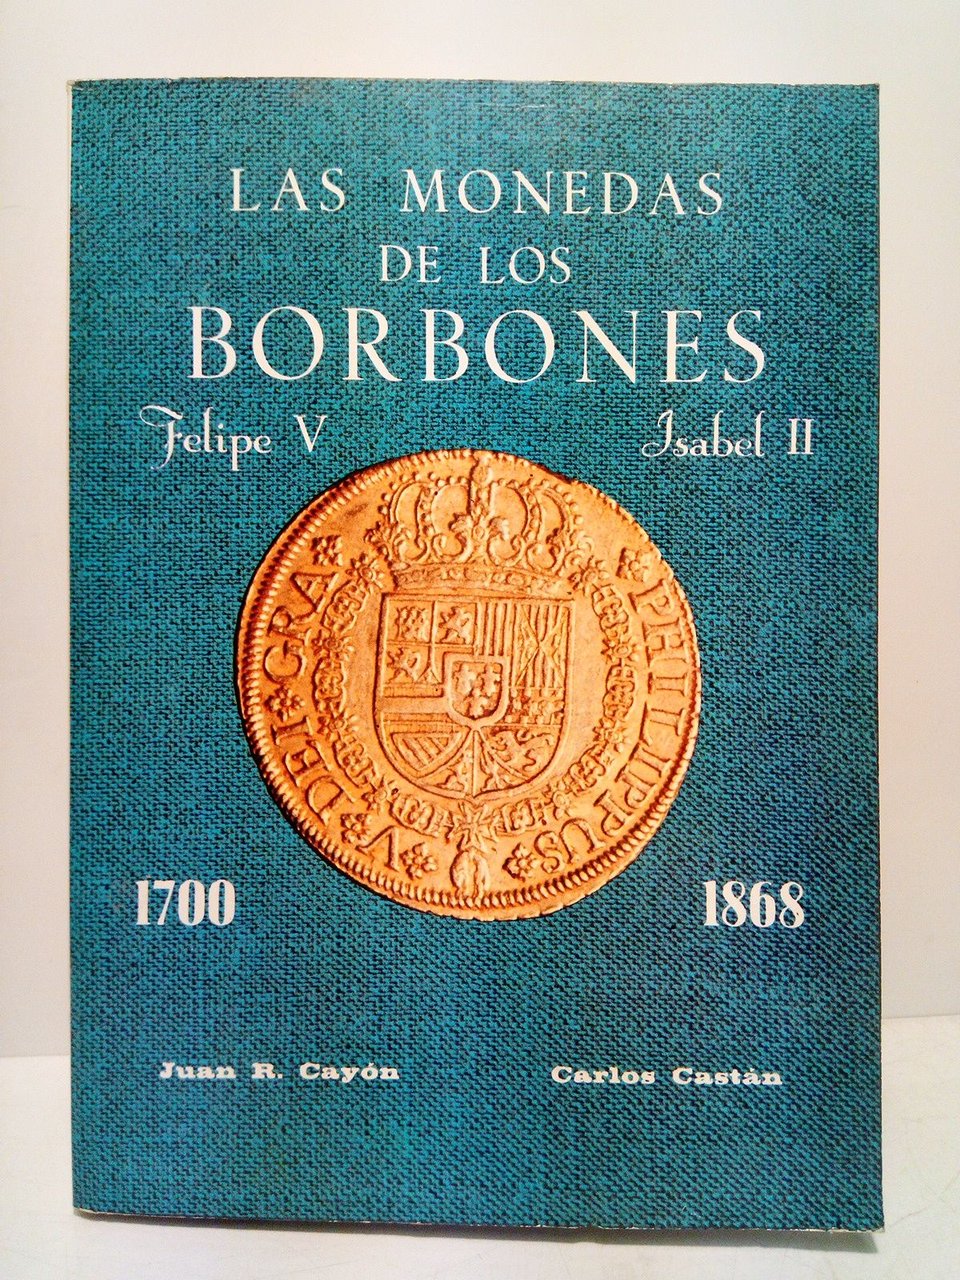 LAS MONEDAS
DE LOS
BORBONES
Felipe V Isabel II
PHILIPPUS V DEI GRA
1700 1868
Juan R. Cayón Carlos Castán